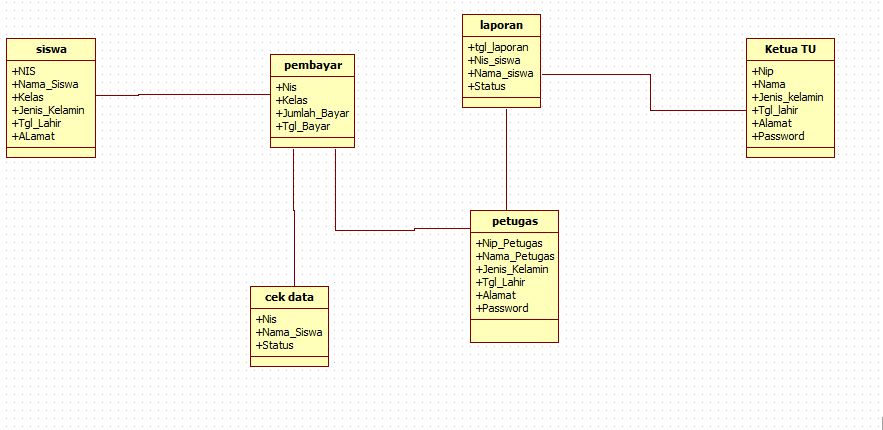 siswa
+NIS
+Nama_Siswa
+Kelas
+Jenis_Kelamin
+Tgl_Lahir
+ALamat
pembayar
+Nis
+Kelas
+Jumlah_Bayar
+Tgl_Bayar
laporan
+tgl_laporan
+Nis_siswa
+Nama_siswa
+Status
Ketua TU
+Nip
+Nama
+Jenis_kelamin
+Tgl_lahir
+Alamat
+Password
cek data
+Nis
+Nama_Siswa
+Status
petugas
+Nip_Petugas
+Nama_Petugas
+Jenis_Kelamin
+Tgl_Lahir
+Alamat
+Password